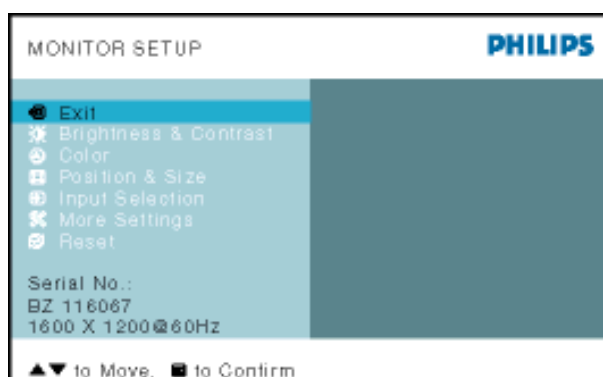 MONITOR SETUP PHILIPS
Exit
Brightness & Contrast
Color
Position & Size
Input Selection
More Settings
Reset
Serial No.:
BZ 116067
1600 X 1200@60Hz
▲▼ to Move, ■ to Confirm